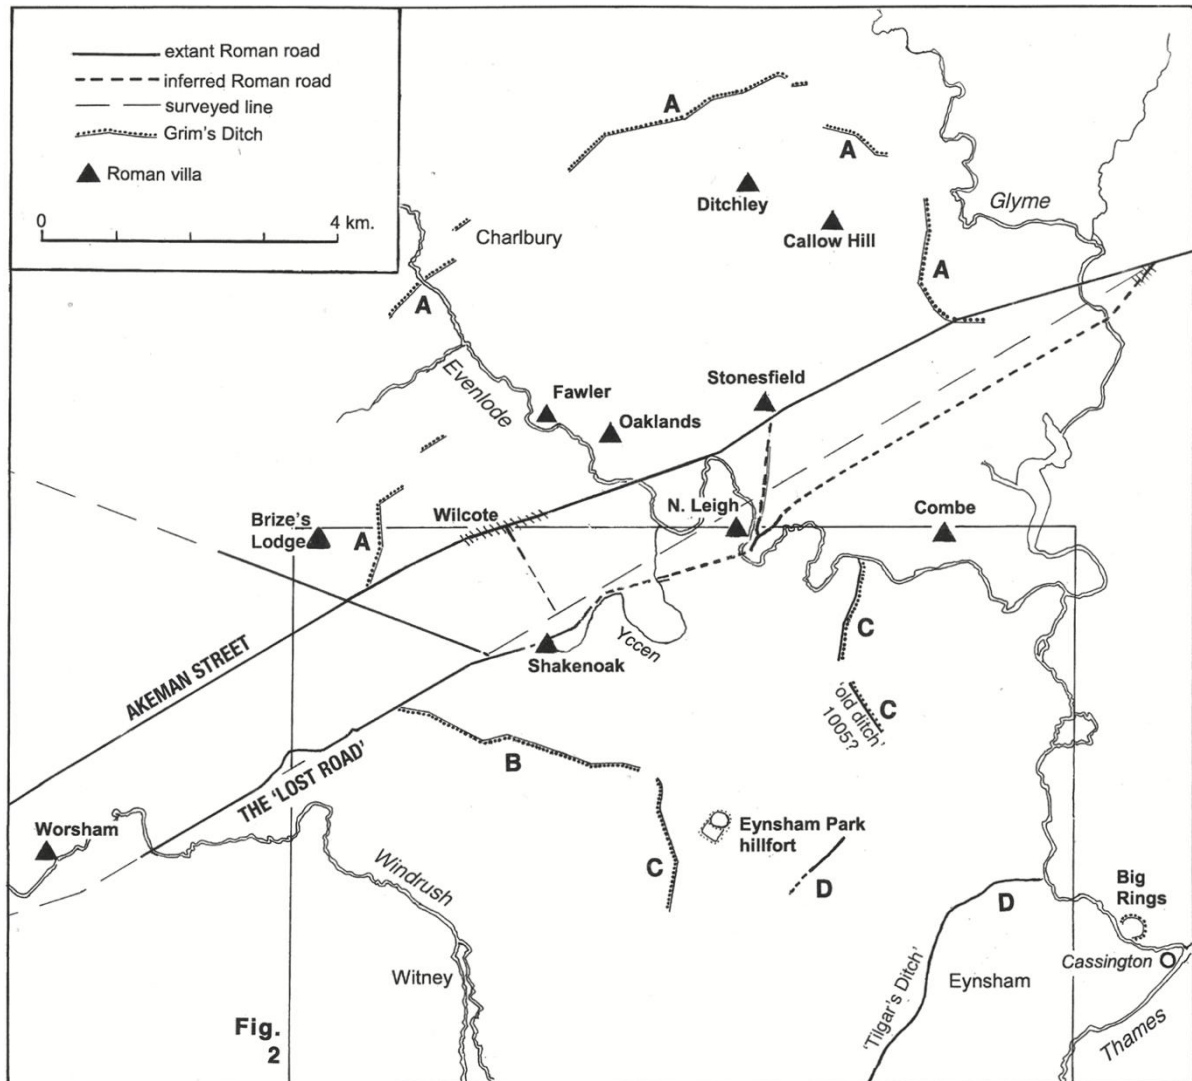 extant Roman road
inferred Roman road
surveyed line
Grim's Ditch
Roman villa
0
4 km.
A
A
Ditchley
Glyme
Charlbury
Callow Hill
A
A
Evenlode
Fawler
Stonesfield
Oaklands
Brize's
Lodge
A
Wilcote
N. Leigh
Combe
AKEMAN STREET
Shakenoak
Yccen
C
'old ditch'
1005?
C
THE 'LOST ROAD'
B
Worsham
Windrush
C
Eynsham Park
hillfort
D
D
Big
Rings
Cassington
Witney
'Tilgar's Ditch'
Eynsham
Thames
Fig.
2